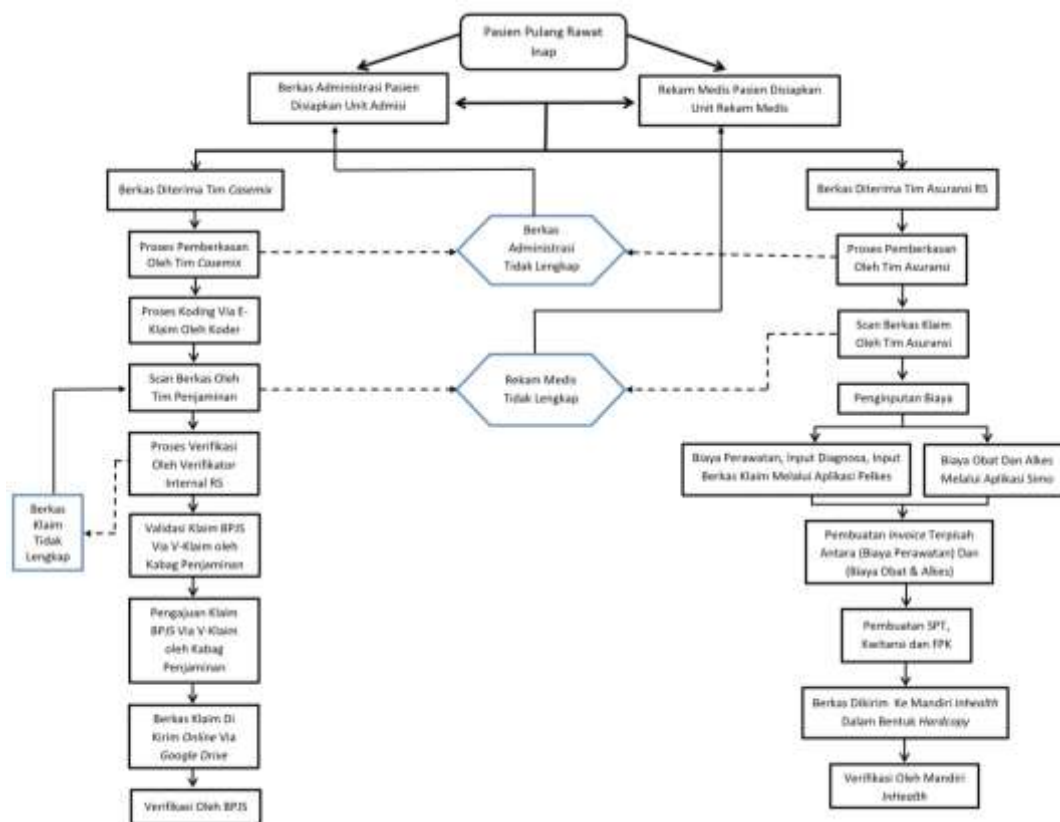 Pasien Pulang Rawat
Inap
Berkas Administrasi Pasien
Disiapkan Unit Admisi
Rekam Medis Pasien Disiapkan
Unit Rekam Medis
Berkas Diterima Tim Casemix
Berkas Diterima Tim Asuransi RS
Proses Pemberkasan
Oleh Tim Casemix
Berkas
Administrasi
Tidak Lengkap
Proses Pemberkasan
Oleh Tim Asuransi
Proses Koding Via E-
Klaim Oleh Koder
Scan Berkas Klaim
Oleh Tim Asuransi
Scan Berkas Oleh
Tim Penjaminan
Rekam Medis
Tidak Lengkap
Penginputan Biaya
Proses Verifikasi
Oleh Verifikator
Internal RS
Biaya Perawatan, Input Diagnosa, Input
Berkas Klaim Melalui Aplikasi Pelkes
Biaya Obat Dan Alkes
Melalui Aplikasi Simo
Berkas
Klaim
Tidak
Lengkap
Validasi Klaim BPJS
Via V-Klaim oleh
Kabag Penjaminan
Pembuatan Invoice Terpisah
Antara (Biaya Perawatan) Dan
(Biaya Obat & Alkes)
Pengajuan Klaim
BPJS Via V-Klaim
oleh Kabag
Penjaminan
Pembuatan SPT,
Kwitansi dan FPK
Berkas Klaim Di
Kirim Online Via
Google Drive
Berkas Dikirim Ke Mandiri Inhealth
Dalam Bentuk Hardcopy
Verifikasi Oleh BPJS
Verifikasi Oleh Mandiri
InHealth